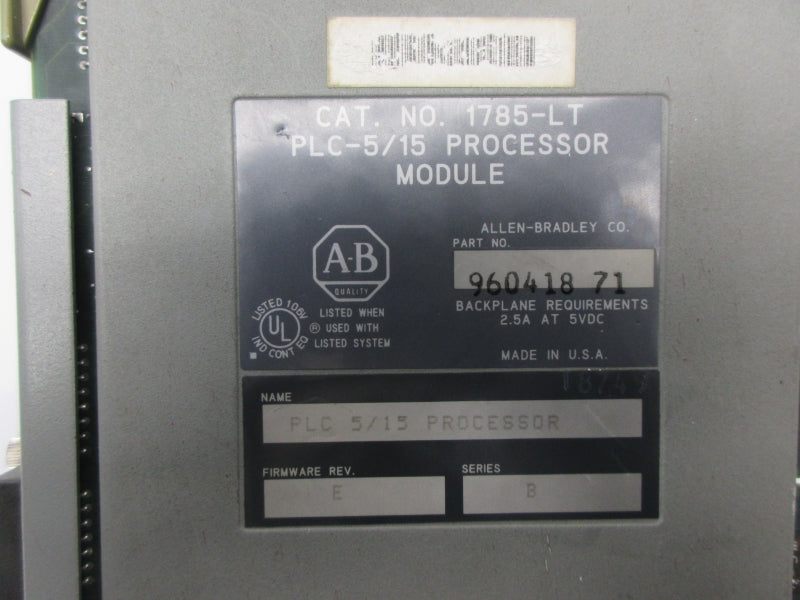 CAT. NO. 1785-LT
PLC-5/15 PROCESSOR
MODULE
ALLEN-BRADLEY CO.
PART NO.
960418 71
BACKPLANE REQUIREMENTS
2.5A AT 5VDC
MADE IN U.S.A.
A-B
QUALITY
LISTED 106V
UL
IND CONT EQ
®
LISTED WHEN
USED WITH
LISTED SYSTEM
NAME
PLC 5/15 PROCESSOR
FIRMWARE REV.
E
SERIES
B